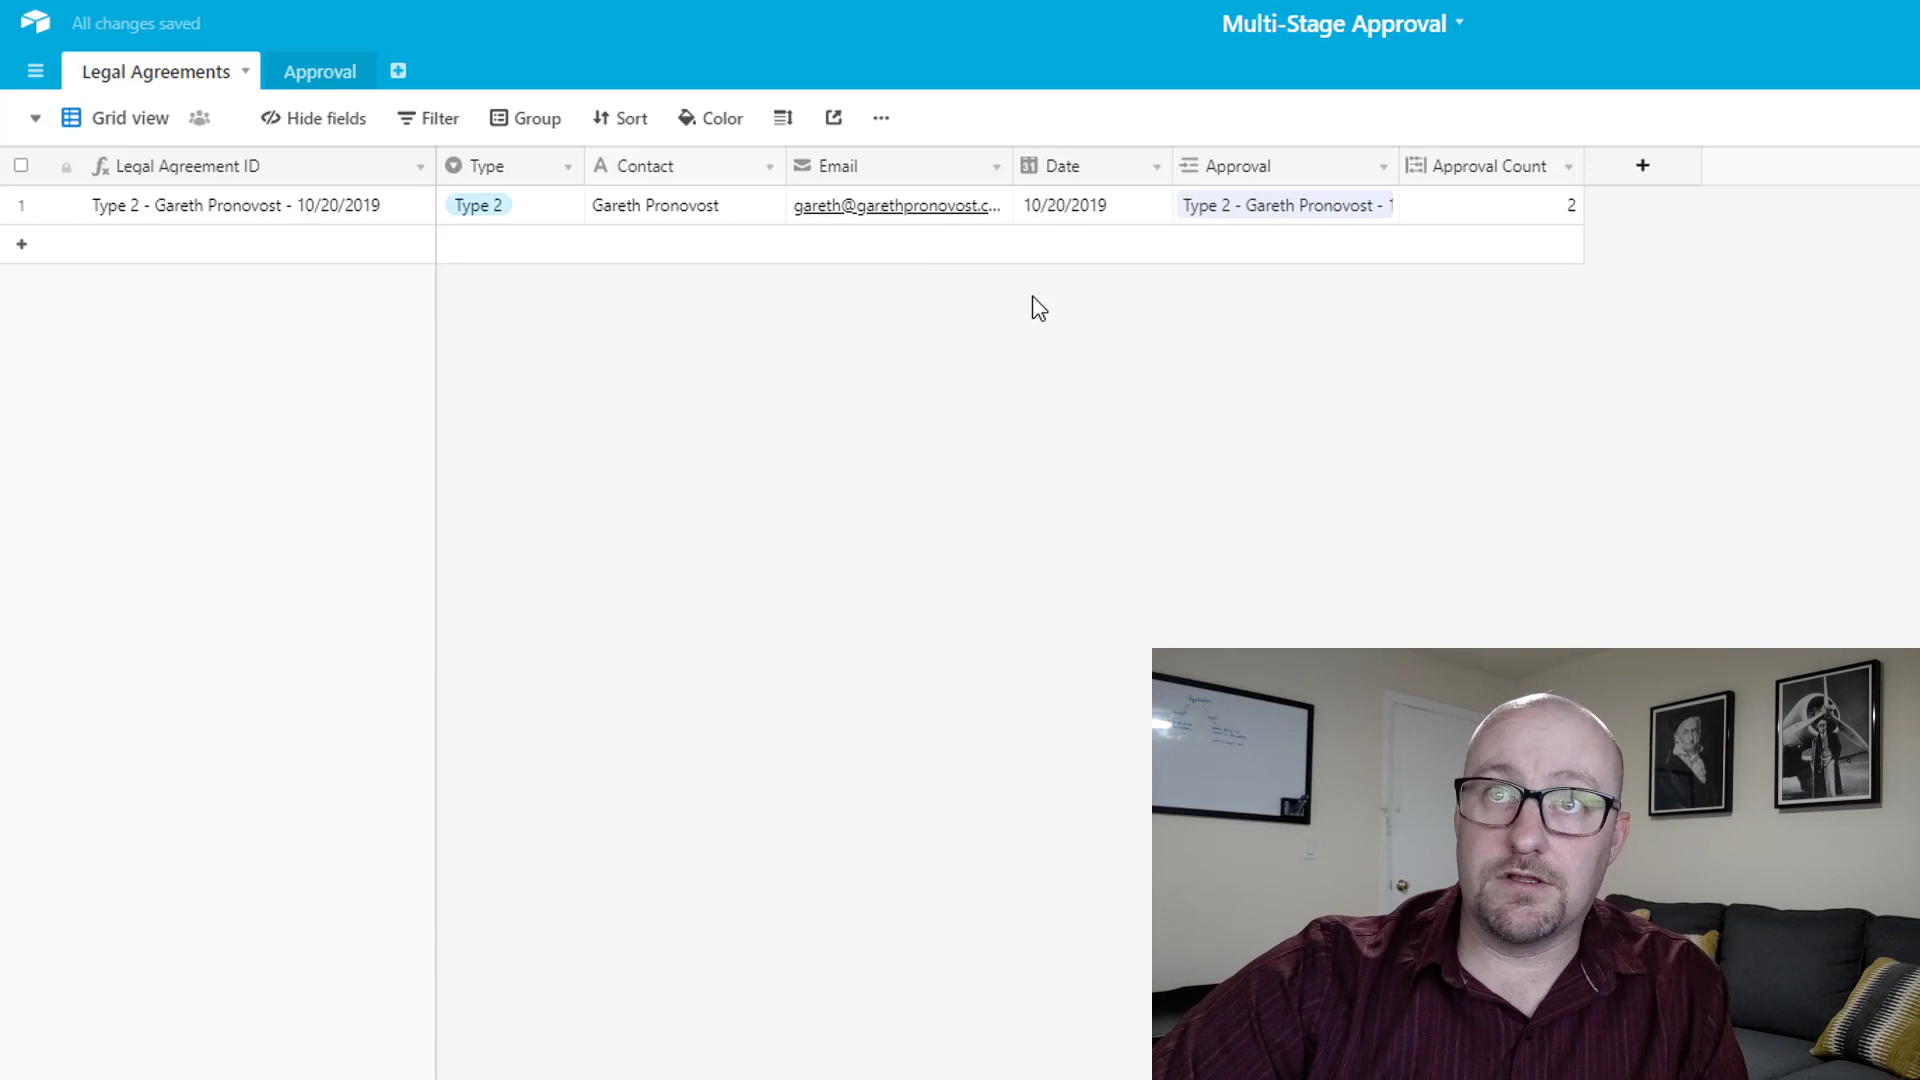 All changes saved
Multi-Stage Approval
Legal Agreements
Approval
Grid view
Hide fields
Filter
Group
Sort
Color
Legal Agreement ID
Type
Contact
Email
31
Date
Approval
Approval Count
1
Type 2 - Gareth Pronovost - 10/20/2019
Type 2
Gareth Pronovost
gareth@garethpronovost.c...
10/20/2019
Type 2 - Gareth Pronovost - 1
2